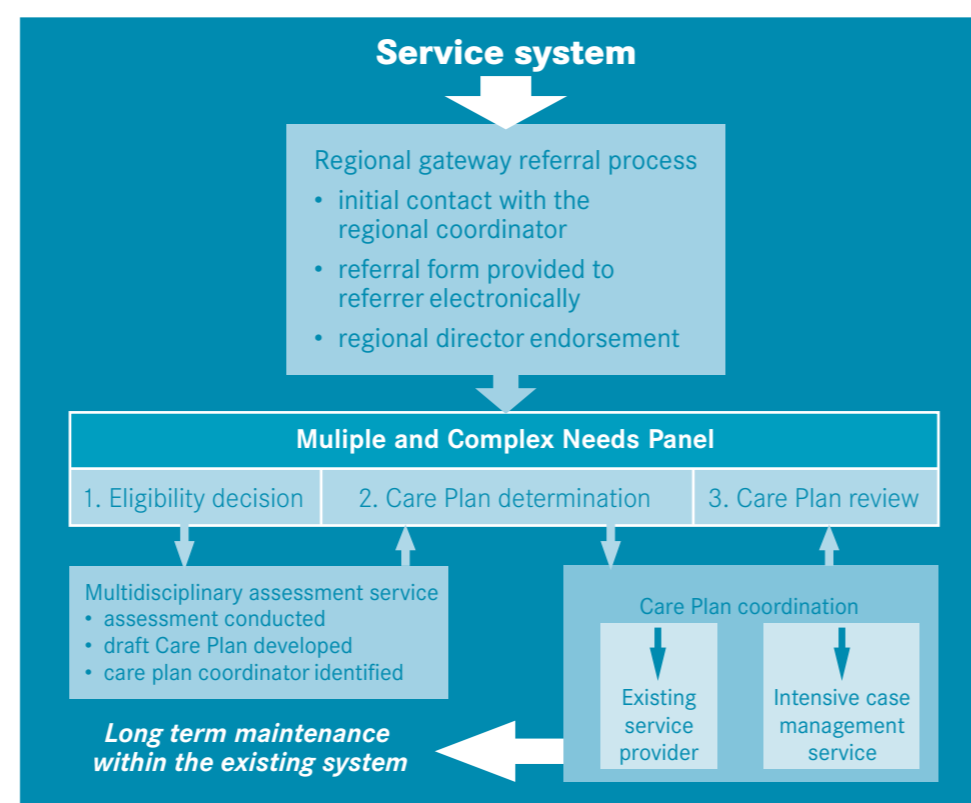 Service system
Regional gateway referral process
• initial contact with the
regional coordinator
• referral form provided to
referrer electronically
• regional director endorsement
Muliple and Complex Needs Panel
1. Eligibility decision
2. Care Plan determination
3. Care Plan review
Multidisciplinary assessment service
• assessment conducted
• draft Care Plan developed
• care plan coordinator identified
Care Plan coordination
Existing
service
provider
Intensive case
management
service
Long term maintenance
within the existing system